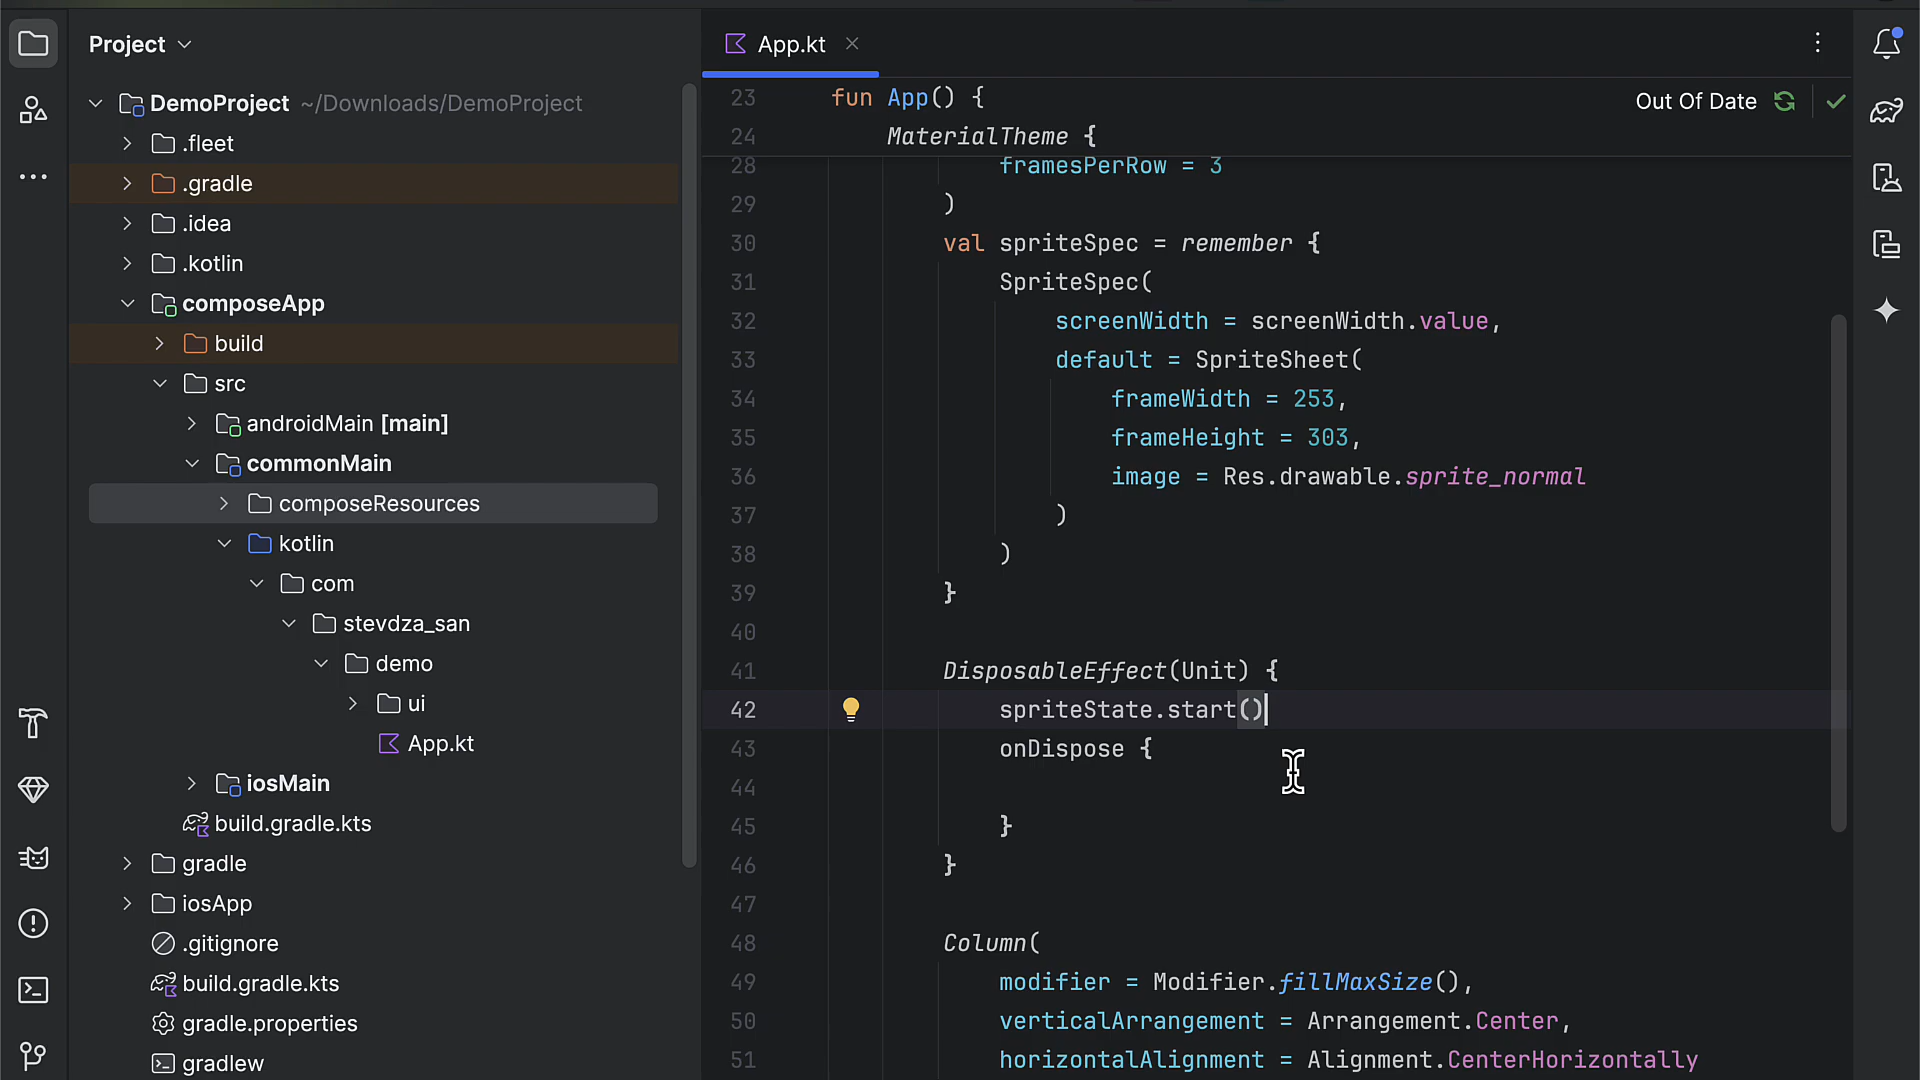 Project
DemoProject ~/Downloads/DemoProject
.fleet
.gradle
.idea
.kotlin
composeApp
build
src
androidMain [main]
commonMain
composeResources
kotlin
com
stevdza_san
demo
ui
App.kt
iosMain
build.gradle.kts
gradle
iosApp
.gitignore
build.gradle.kts
gradle.properties
gradlew
App.kt
Out Of Date
23 fun App() {
24 MaterialTheme {
28 framesPerRow = 3
29 )
30 val spriteSpec = remember {
31 SpriteSpec(
32 screenWidth = screenWidth.value,
33 default = SpriteSheet(
34 frameWidth = 253,
35 frameHeight = 303,
36 image = Res.drawable.sprite_normal
37 )
38 )
39 }
40
41 DisposableEffect(Unit) {
42 spriteState.start()
43 onDispose {
44
45 }
46 }
47
48 Column(
49 modifier = Modifier.fillMaxSize(),
50 verticalArrangement = Arrangement.Center,
51 horizontalAlignment = Alignment.CenterHorizontally